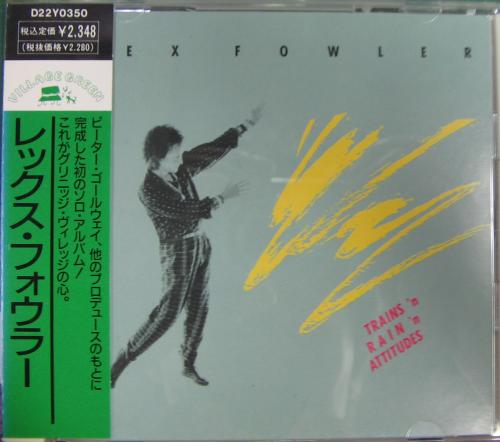 D22Y0350
税込定価 ¥2,348
(税抜価格¥2,280)
VILLAGE GREEN
レックス・フォウラー
ピーター・ゴールウェイ、他のプロデュースのもとに
完成した初のソロ・アルバム!
これがグリニッジ・ヴィレッジの心。
EX FOWLER
TRAINS 'n
RAIN 'n
ATTITUDES